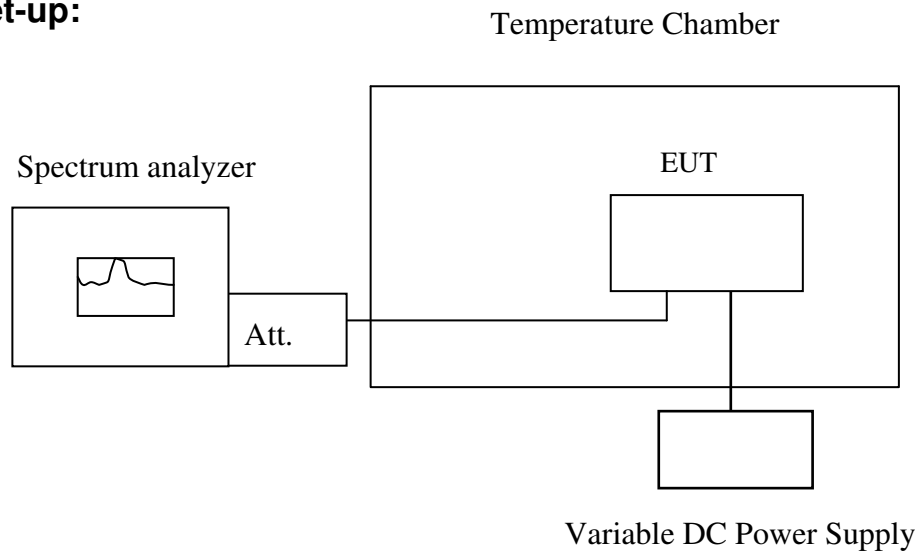 et-up:
Temperature Chamber
Spectrum analyzer
EUT
Att.
Variable DC Power Supply